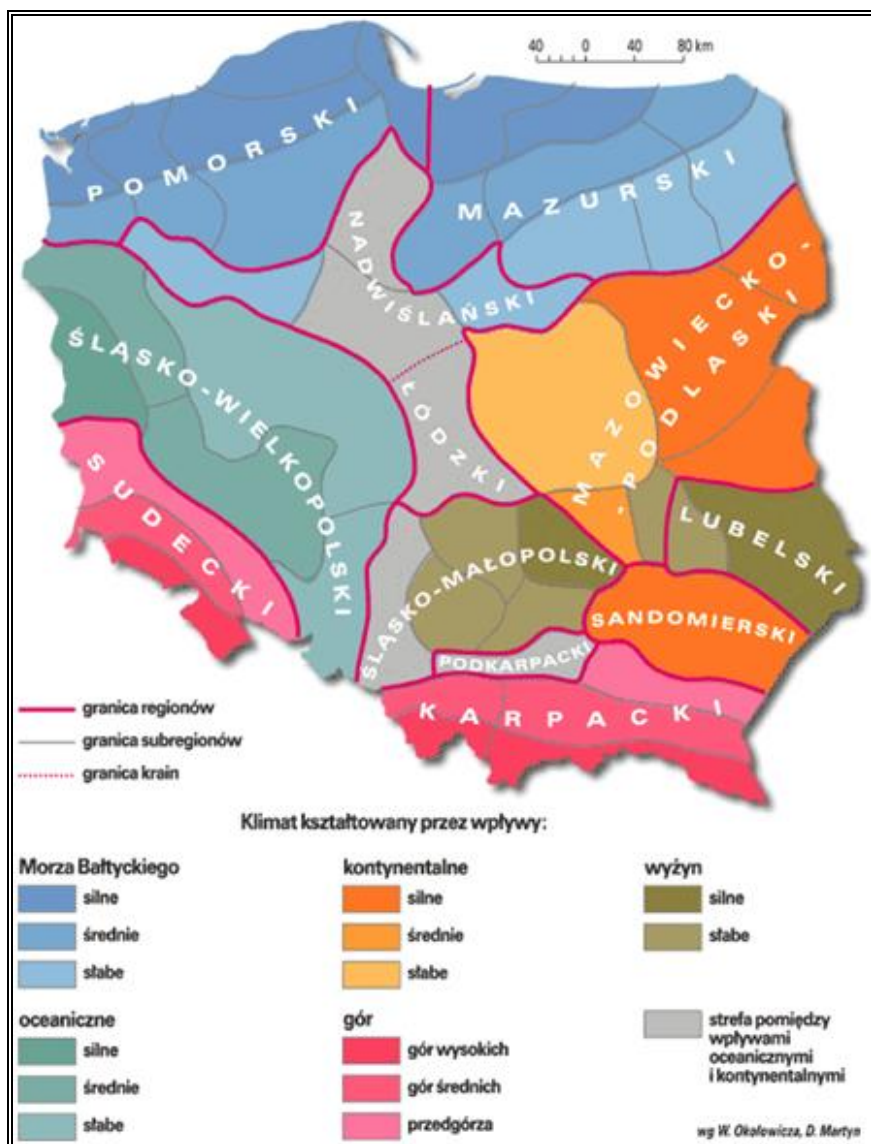 40 0 40 80 km
POMORSKI
MAZURSKI
NADWIŚLAŃSKI
MAZOWIECKO-
-PODLASKI
ŚLĄSKO-WIELKOPOLSKI
ŁÓDZKI
SUDECKI
LUBELSKI
ŚLĄSKO-MAŁOPOLSKI
SANDOMIERSKI
PODKARPACKI
KARPACKI
granica regionów
granica subregionów
granica krain
Klimat kształtowany przez wpływy:
Morza Bałtyckiego
silne
średnie
słabe
kontynentalne
silne
średnie
słabe
wyżyn
silne
słabe
oceaniczne
silne
średnie
słabe
gór
gór wysokich
gór średnich
przedgórza
strefa pomiędzy
wpływami
oceanicznymi
i kontynentalnymi
wg W. Okołowicza, D. Martyn